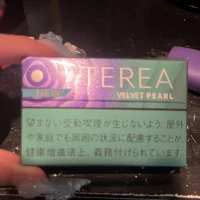 TEREA
NEW
VELVET PEARL
望まない受動喫煙が生じないよう、屋外
や家庭でも周囲の状況に配慮することが、
健康増進法上、義務付けられています。